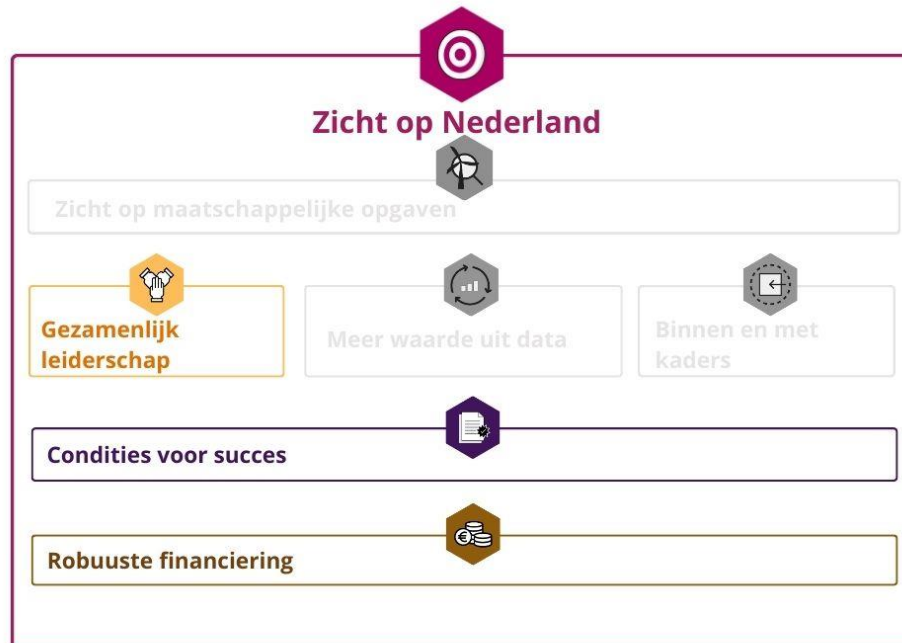 Zicht op Nederland
Zicht op maatschappelijke opgaven
Gezamenlijk
leiderschap
Meer waarde uit data
Binnen en met
kaders
Condities voor succes
Robuuste financiering